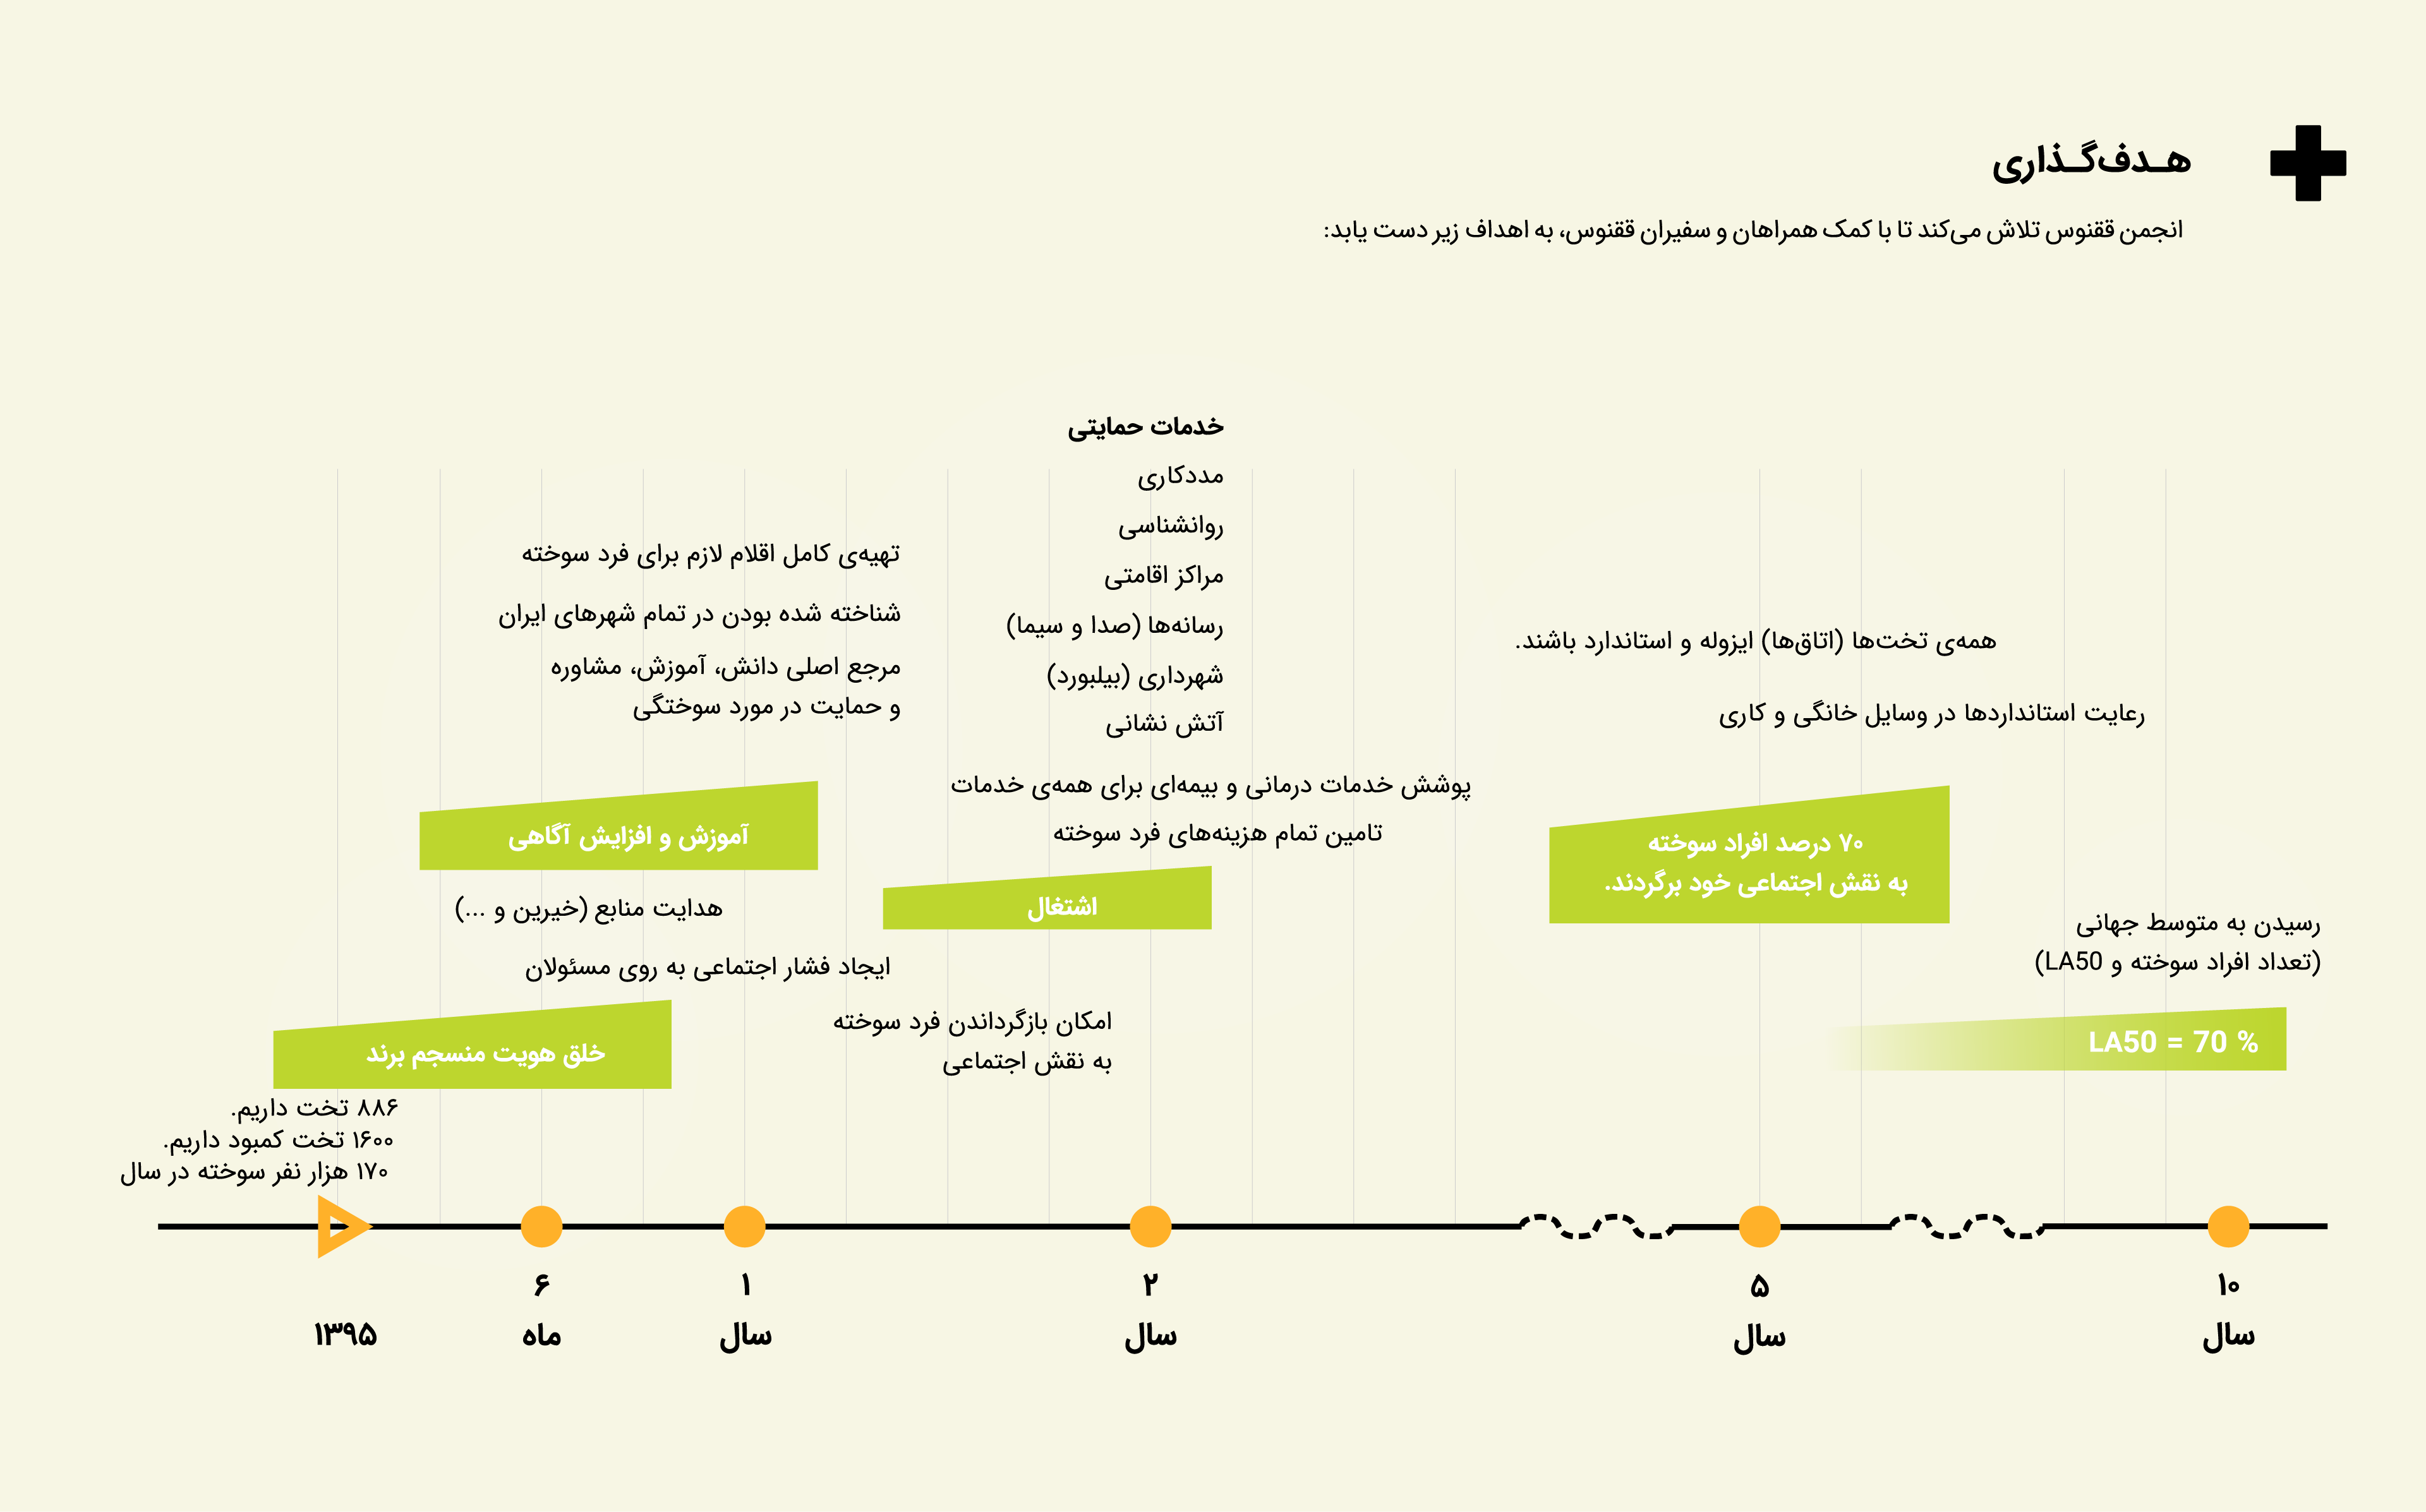 هـدف‌گـذاری
انجمن ققنوس تلاش می‌کند تا با کمک همراهان و سفیران ققنوس، به اهداف زیر دست یابد:
خدمات حمایتی
مددکاری
روانشناسی
مراکز اقامتی
رسانه‌ها (صدا و سیما)
شهرداری (بیلبورد)
آتش نشانی
پوشش خدمات درمانی و بیمه‌ای برای همه‌ی خدمات
تامین تمام هزینه‌های فرد سوخته
اشتغال
امکان بازگرداندن فرد سوخته
به نقش اجتماعی
تهیه‌ی کامل اقلام لازم برای فرد سوخته
شناخته شده بودن در تمام شهرهای ایران
مرجع اصلی دانش، آموزش، مشاوره
و حمایت در مورد سوختگی
آموزش و افزایش آگاهی
هدایت منابع (خیرین و ...)
ایجاد فشار اجتماعی به روی مسئولان
خلق هویت منسجم برند
۸۸۶ تخت داریم.
۱۶۰۰ تخت کمبود داریم.
۱۷۰ هزار نفر سوخته در سال
همه‌ی تخت‌ها (اتاق‌ها) ایزوله و استاندارد باشند.
رعایت استانداردها در وسایل خانگی و کاری
۷۰ درصد افراد سوخته
به نقش اجتماعی خود برگردند.
رسیدن به متوسط جهانی
(تعداد افراد سوخته و LA50)
LA50 = 70 %
۱۳۹۵
۶
ماه
۱
سال
۲
سال
۵
سال
۱۰
سال